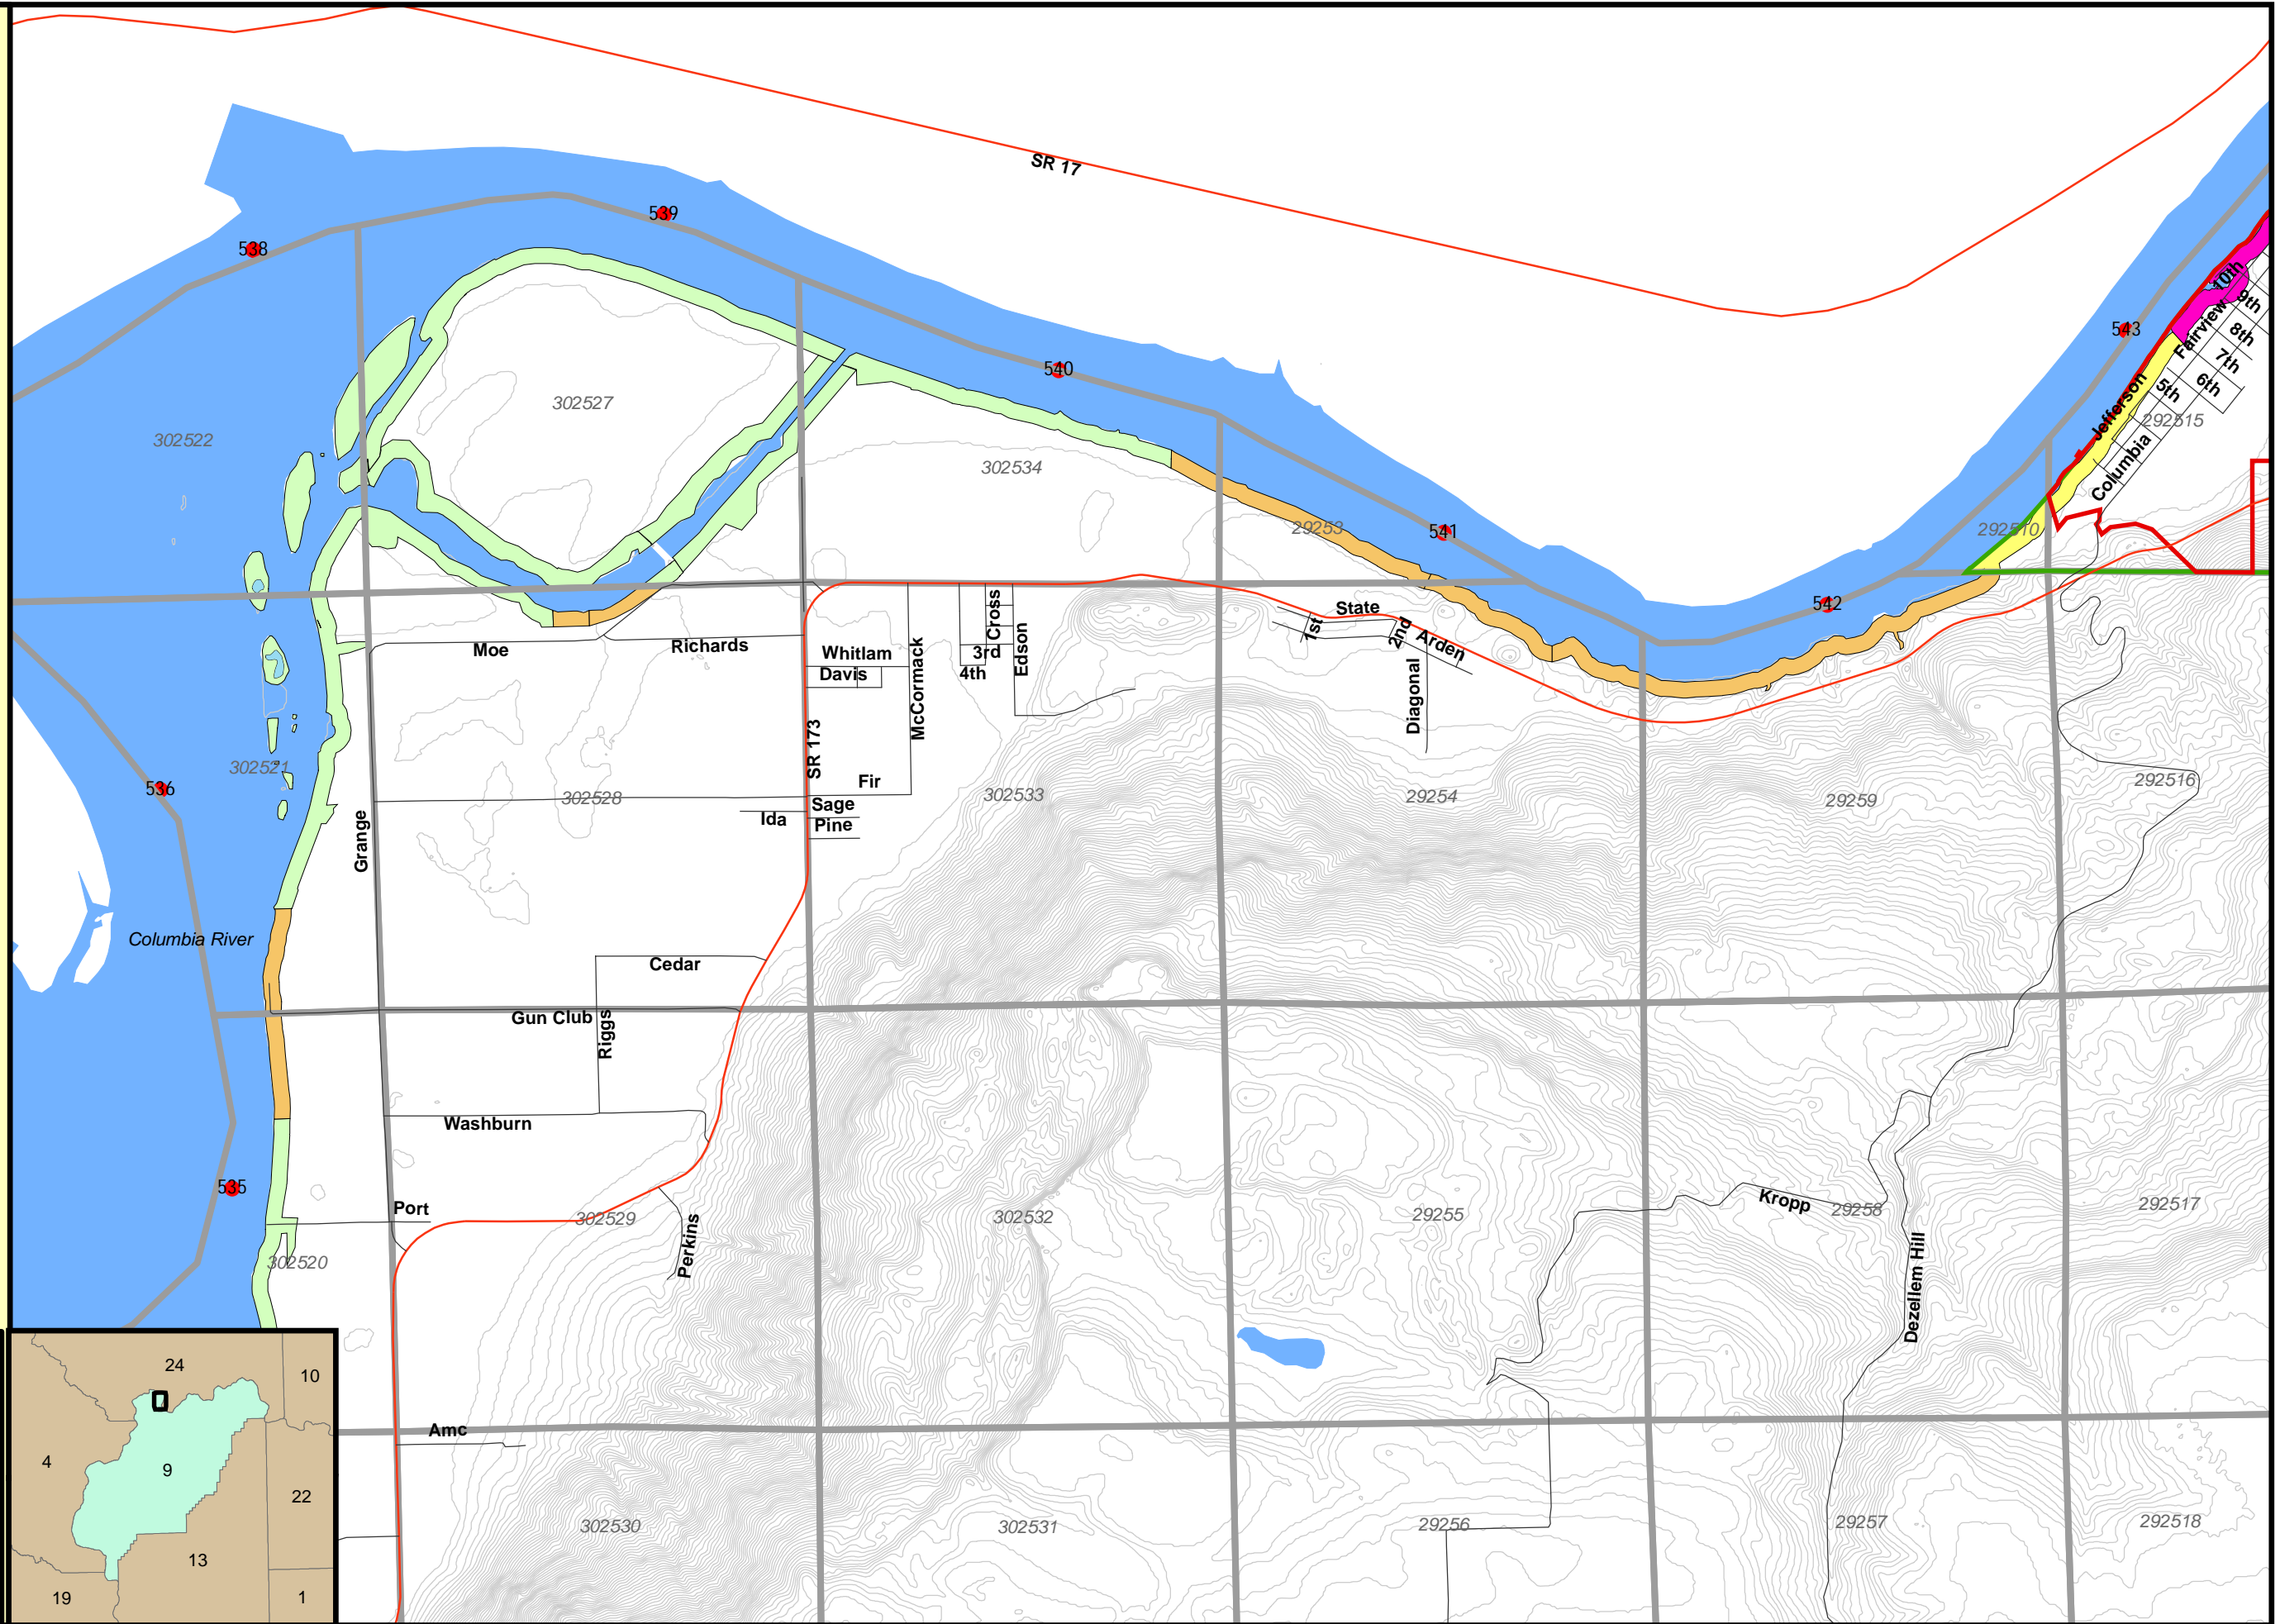 SR 17
539
538
10th
9th
543
Fairview
8th
7th
540
Jefferson
6th
5th
302527
292515
302522
Columbia
302534
29253
541
292510
542
State
1st
2nd
Arden
Cross
Edson
McCormack
Moe
Richards
Whitlam
3rd
Davis
4th
Diagonal
SR 173
302521
536
302528
Fir
302533
29254
29259
292516
Sage
Ida
Pine
Grange
Columbia River
Cedar
Gun Club
Riggs
Washburn
535
Port
302529
302532
29255
Kropp
29258
292517
Perkins
302520
Dezellem Hill
24
10
Amc
4
9
22
302530
302531
29256
29257
292518
13
19
1